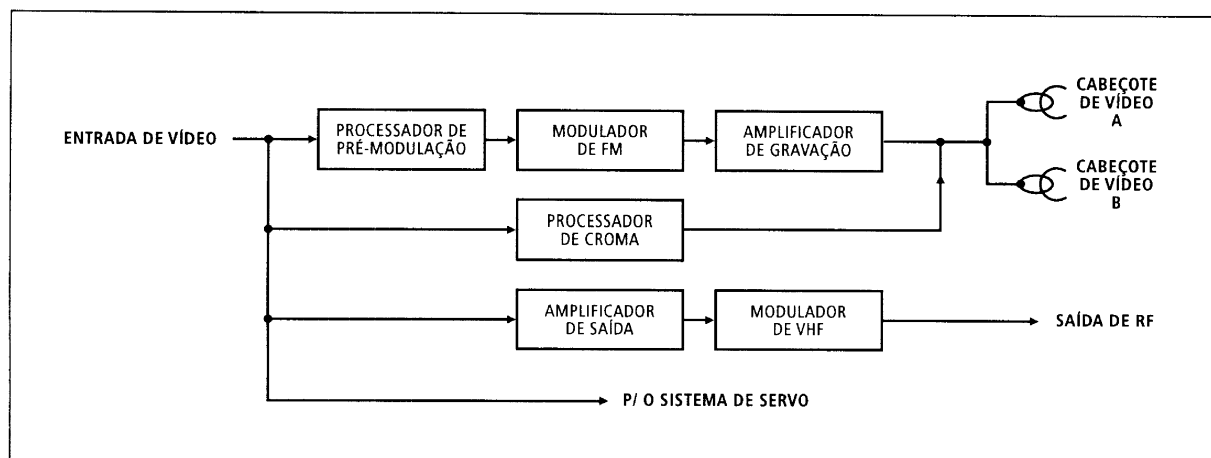 ENTRADA DE VÍDEO
PROCESSADOR DE
PRÉ-MODULAÇÃO
MODULADOR
DE FM
AMPLIFICADOR
DE GRAVAÇÃO
CABEÇOTE
DE VÍDEO
A
CABEÇOTE
DE VÍDEO
B
PROCESSADOR
DE CROMA
AMPLIFICADOR
DE SAÍDA
MODULADOR
DE VHF
SAÍDA DE RF
P/ O SISTEMA DE SERVO